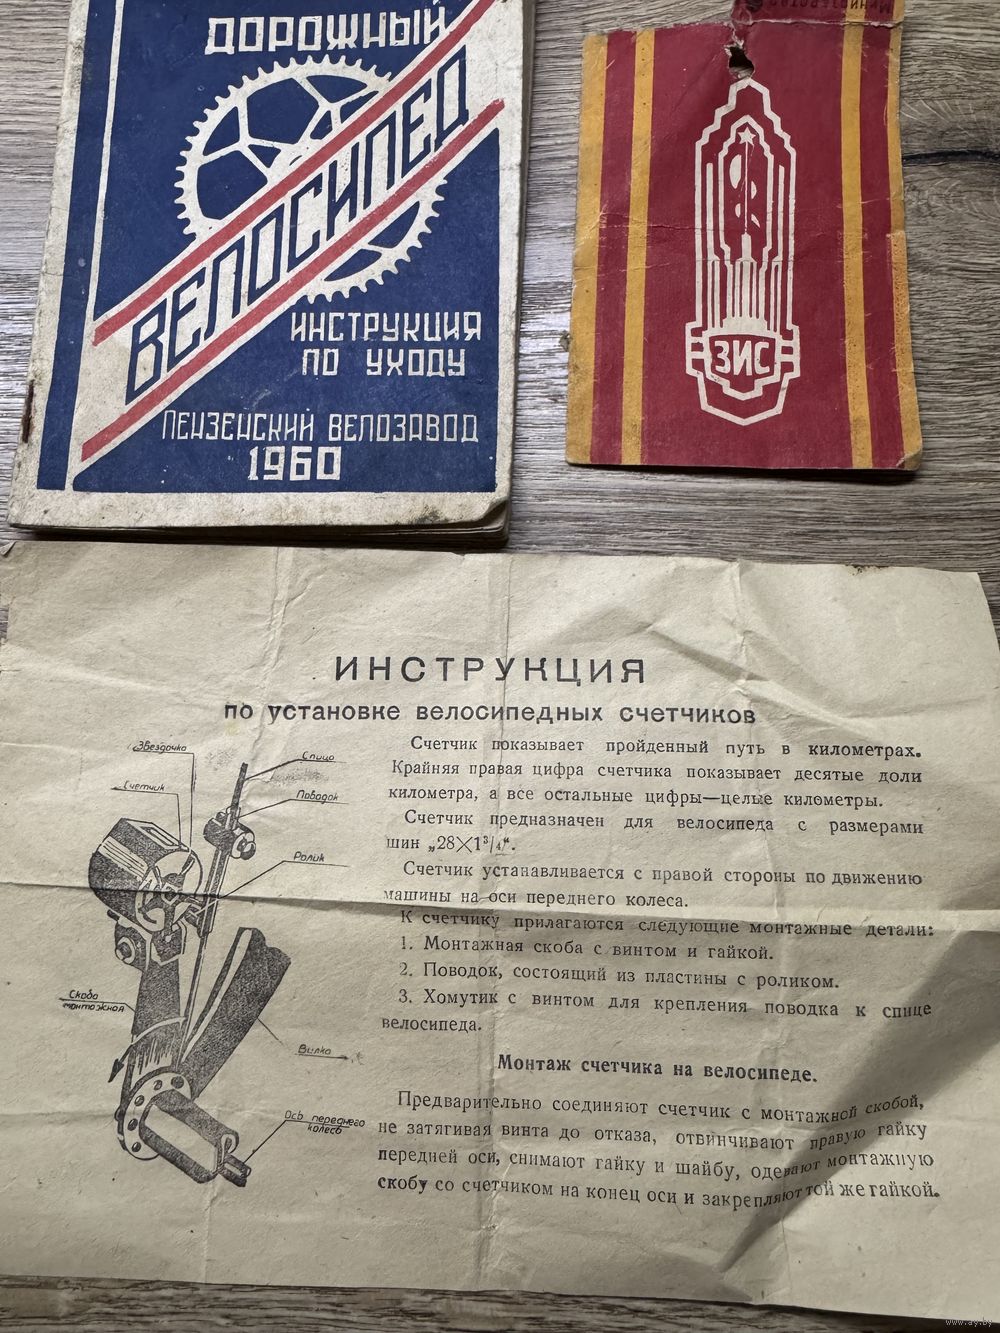 ДОРОЖНЫЙ
ВЕЛОСИПЕД
ИНСТРУКЦИЯ
ПО УХОДУ
ПЕНЗЕНСКИЙ ВЕЛОЗАВОД
1960
Министерство
ЗИС
ИНСТРУКЦИЯ
по установке велосипедных счетчиков
Звездочка
Счетчик
Спица
Поводок
Ролик
Скоба
монтажная
Вилка
Ось переднего
колеса
Счетчик показывает пройденный путь в километрах.
Крайняя правая цифра счетчика показывает десятые доли
километра, а все остальные цифры—целые километры.
Счетчик предназначен для велосипеда с размерами
шин „28×1³/₄“.
Счетчик устанавливается с правой стороны по движению
машины на оси переднего колеса.
К счетчику прилагаются следующие монтажные детали:
1. Монтажная скоба с винтом и гайкой.
2. Поводок, состоящий из пластины с роликом.
3. Хомутик с винтом для крепления поводка к спице
велосипеда.
Монтаж счетчика на велосипеде.
Предварительно соединяют счетчик с монтажной скобой,
не затягивая винта до отказа, отвинчивают правую гайку
передней оси, снимают гайку и шайбу, одевают монтажную
скобу со счетчиком на конец оси и закрепляют той же гайкой.
www.ay.by